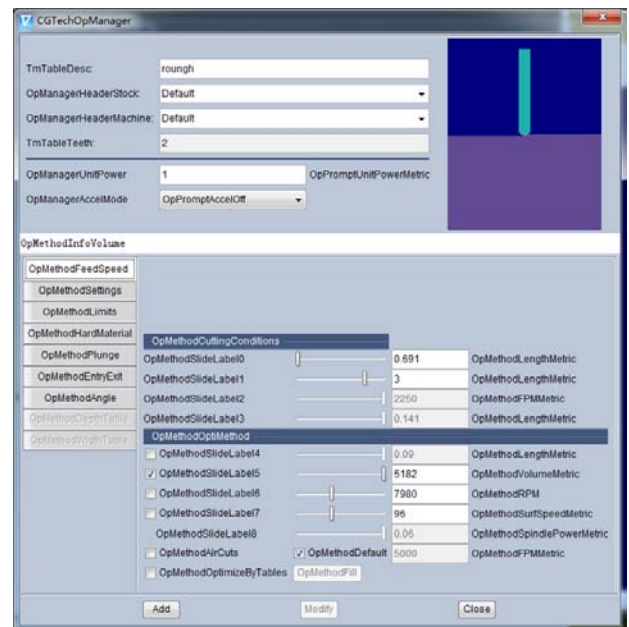 CGTechOpManager
TmTableDesc: roungh
OpManagerHeaderStock: Default
OpManagerHeaderMachine: Default
TmTableTeeth: 2
OpManagerUnitPower 1 OpPromptUnitPowerMetric
OpManagerAccelMode OpPromptAccelOff
OpMethodInfoVolume
OpMethodFeedSpeed
OpMethodSettings
OpMethodLimits
OpMethodHardMaterial
OpMethodPlunge
OpMethodEntryExit
OpMethodAngle
OpMethodDepthTable
OpMethodWidthTable
OpMethodCuttingConditions
OpMethodSlideLabel0 0.691 OpMethodLengthMetric
OpMethodSlideLabel1 3 OpMethodLengthMetric
OpMethodSlideLabel2 2250 OpMethodFPMMetric
OpMethodSlideLabel3 0.141 OpMethodLengthMetric
OpMethodOptiMethod
OpMethodSlideLabel4 0.09 OpMethodLengthMetric
OpMethodSlideLabel5 5182 OpMethodVolumeMetric
OpMethodSlideLabel6 7980 OpMethodRPM
OpMethodSlideLabel7 96 OpMethodSurfSpeedMetric
OpMethodSlideLabel8 0.06 OpMethodSpindlePowerMetric
OpMethodAirCuts OpMethodDefault 5000 OpMethodFPMMetric
OpMethodOptimizeByTables OpMethodFill
Add Modify Close